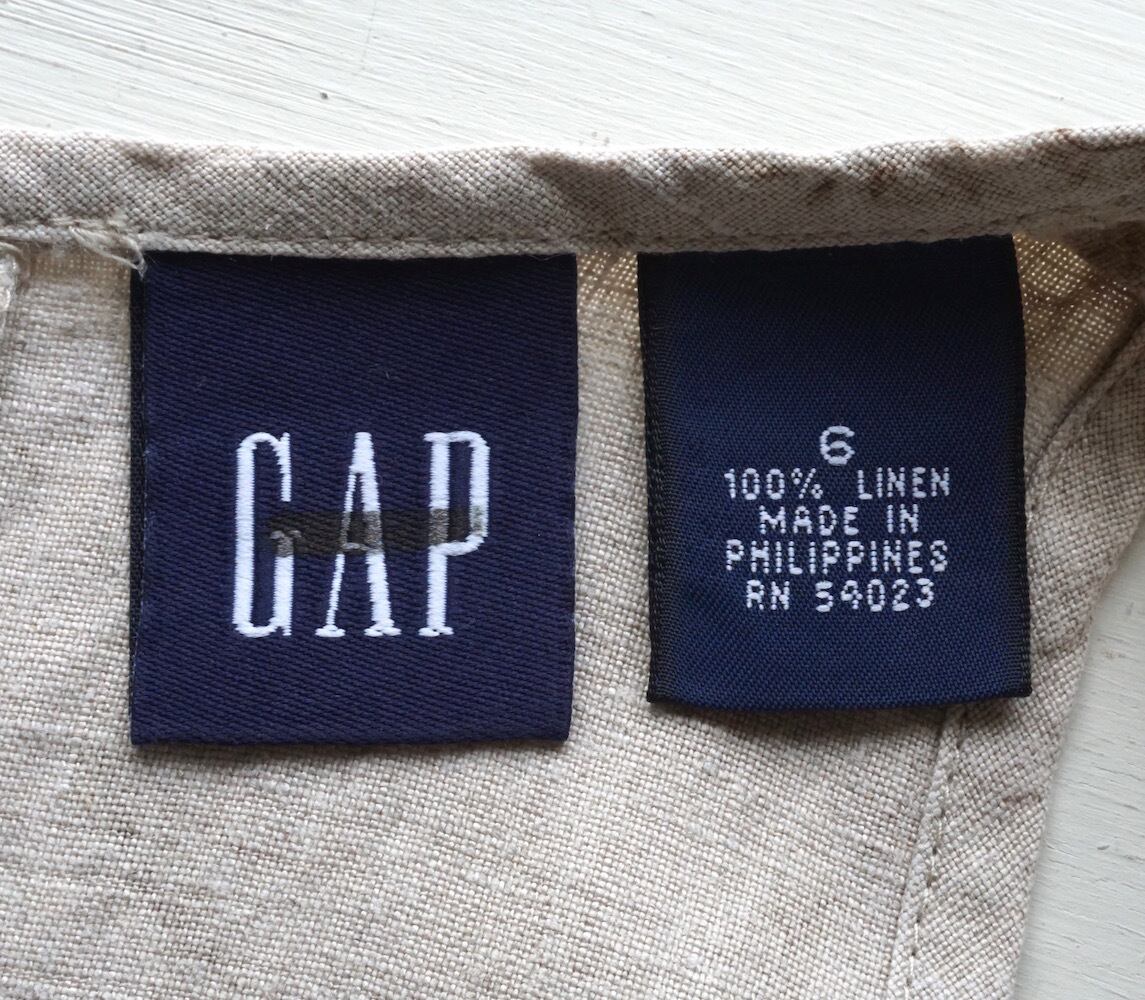 GAP
6
100% LINEN
MADE IN
PHILIPPINES
RN 54023